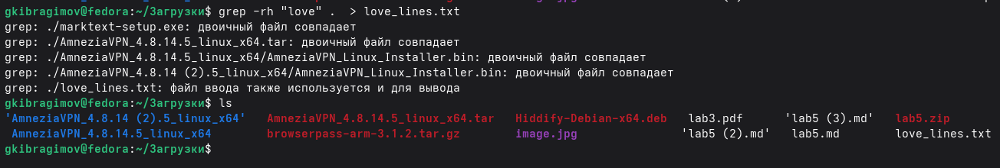 gkibragimov@fedora:~/Загрузки$ grep -rh "love" .  > love_lines.txt
grep: ./marktext-setup.exe: двоичный файл совпадает
grep: ./AmneziaVPN_4.8.14.5_linux_x64.tar: двоичный файл совпадает
grep: ./AmneziaVPN_4.8.14.5_linux_x64/AmneziaVPN_Linux_Installer.bin: двоичный файл совпадает
grep: ./AmneziaVPN_4.8.14 (2).5_linux_x64/AmneziaVPN_Linux_Installer.bin: двоичный файл совпадает
grep: ./love_lines.txt: файл ввода также используется и для вывода
gkibragimov@fedora:~/Загрузки$ ls
'AmneziaVPN_4.8.14 (2).5_linux_x64'   AmneziaVPN_4.8.14.5_linux_x64.tar   Hiddify-Debian-x64.deb   lab3.pdf      'lab5 (3).md'   lab5.zip
 AmneziaVPN_4.8.14.5_linux_x64        browserpass-arm-3.1.2.tar.gz        image.jpg               'lab5 (2).md'   lab5.md        love_lines.txt
gkibragimov@fedora:~/Загрузки$